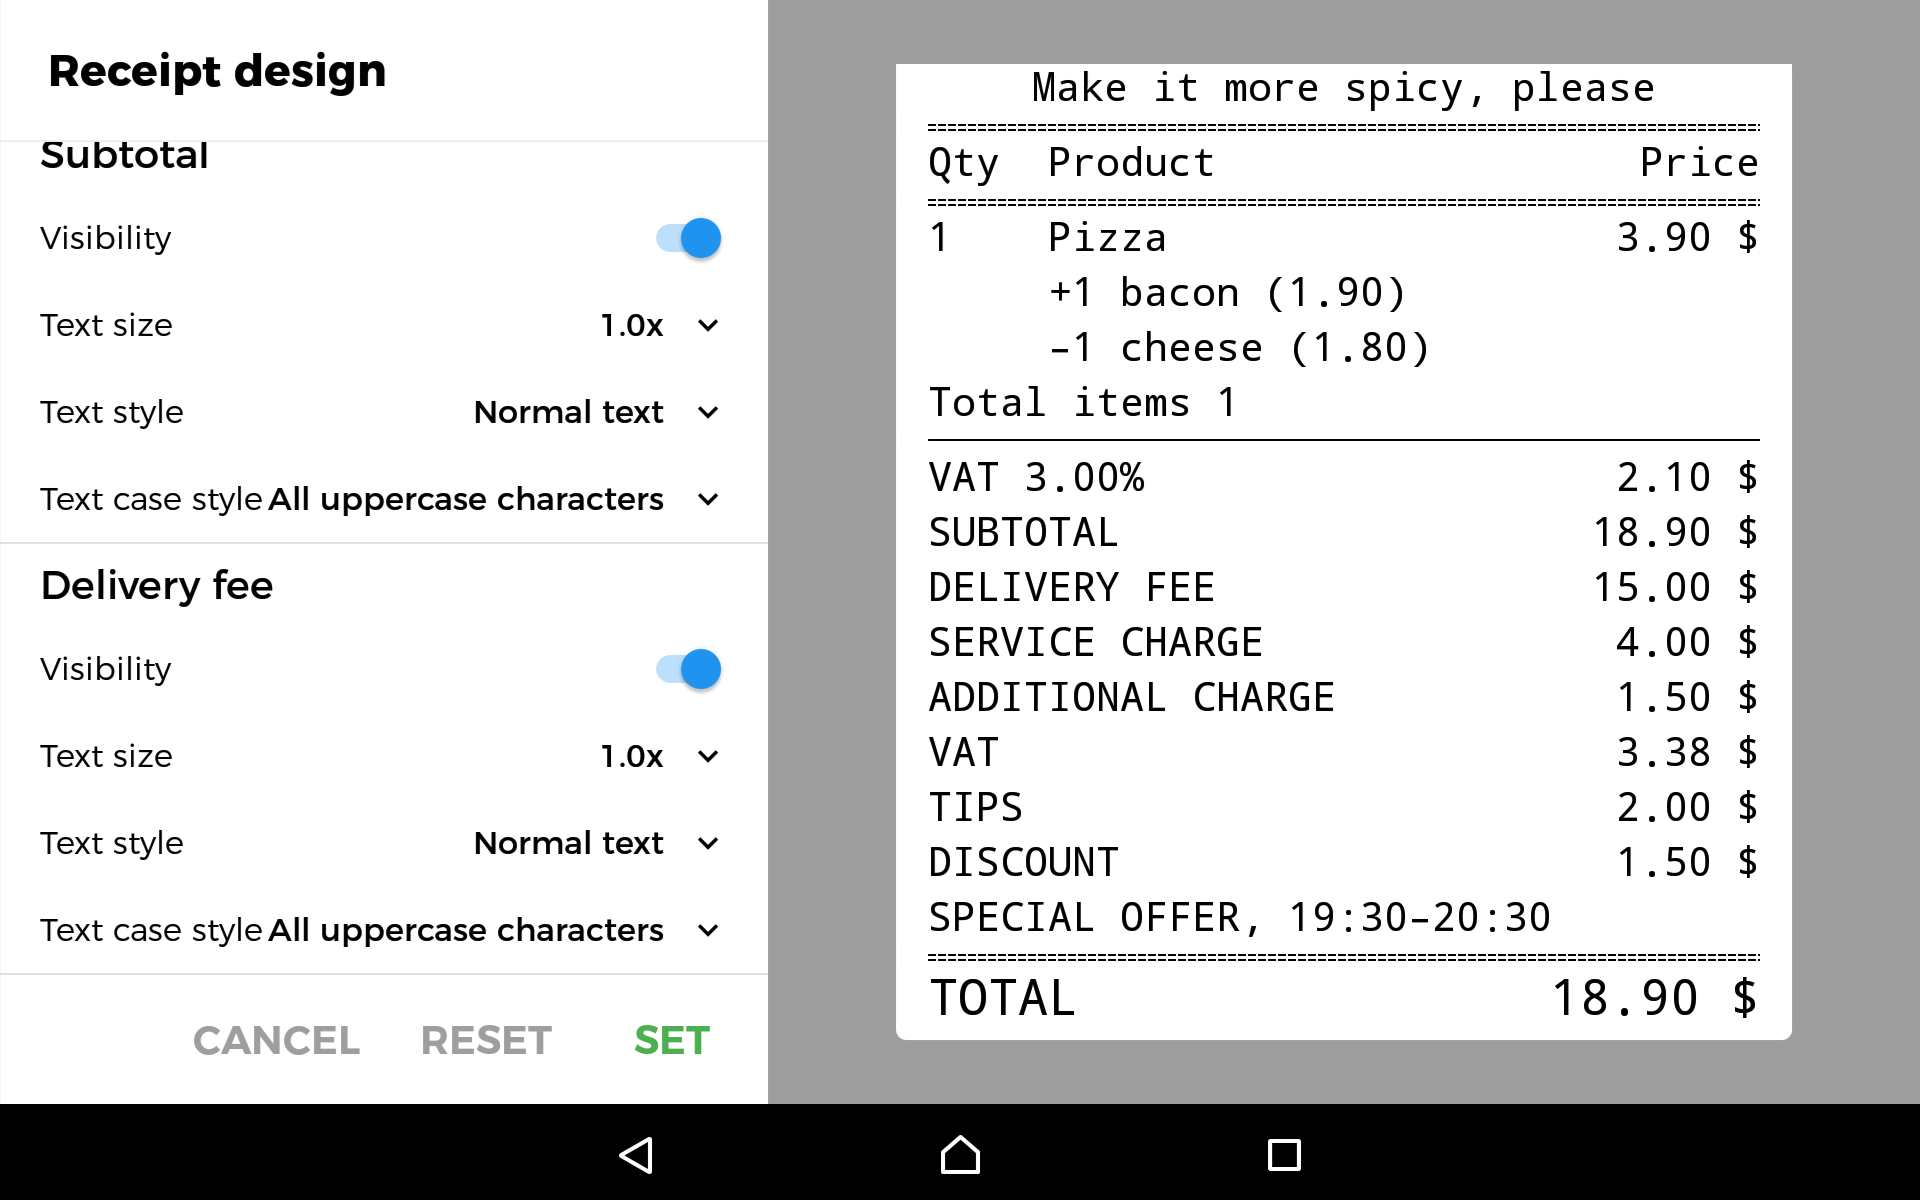 Receipt design
Subtotal
Visibility
Text size 1.0x
Text style Normal text
Text case style All uppercase characters
Delivery fee
Visibility
Text size 1.0x
Text style Normal text
Text case style All uppercase characters
CANCEL RESET SET
Make it more spicy, please
Qty Product Price
1 Pizza 3.90 $
+1 bacon (1.90)
-1 cheese (1.80)
Total items 1
VAT 3.00% 2.10 $
SUBTOTAL 18.90 $
DELIVERY FEE 15.00 $
SERVICE CHARGE 4.00 $
ADDITIONAL CHARGE 1.50 $
VAT 3.38 $
TIPS 2.00 $
DISCOUNT 1.50 $
SPECIAL OFFER, 19:30-20:30
TOTAL 18.90 $